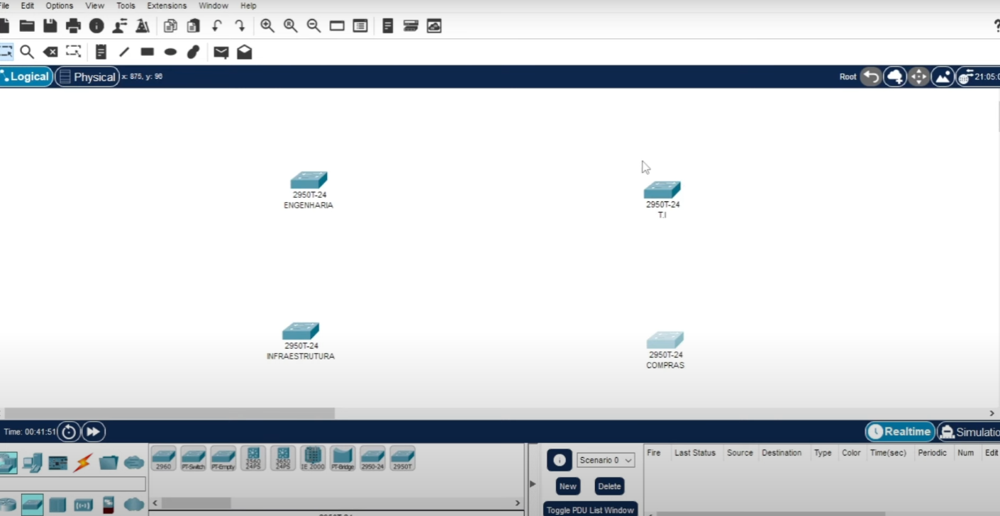 File Edit Options View Tools Extensions Window Help
Logical Physical x: 875, y: 96 Root 21:05:0
2950T-24
ENGENHARIA
2950T-24
T.I
2950T-24
INFRAESTRUTURA
2950T-24
COMPRAS
Time: 00:41:51 Realtime Simulatio
2960 PT-Switch PT-Empty 3560 24PS 3650 24PS IE 2000 PT-Bridge 2950-24 2950T
Scenario 0
New Delete
Toggle PDU List Window
Fire Last Status Source Destination Type Color Time(sec) Periodic Num Edit